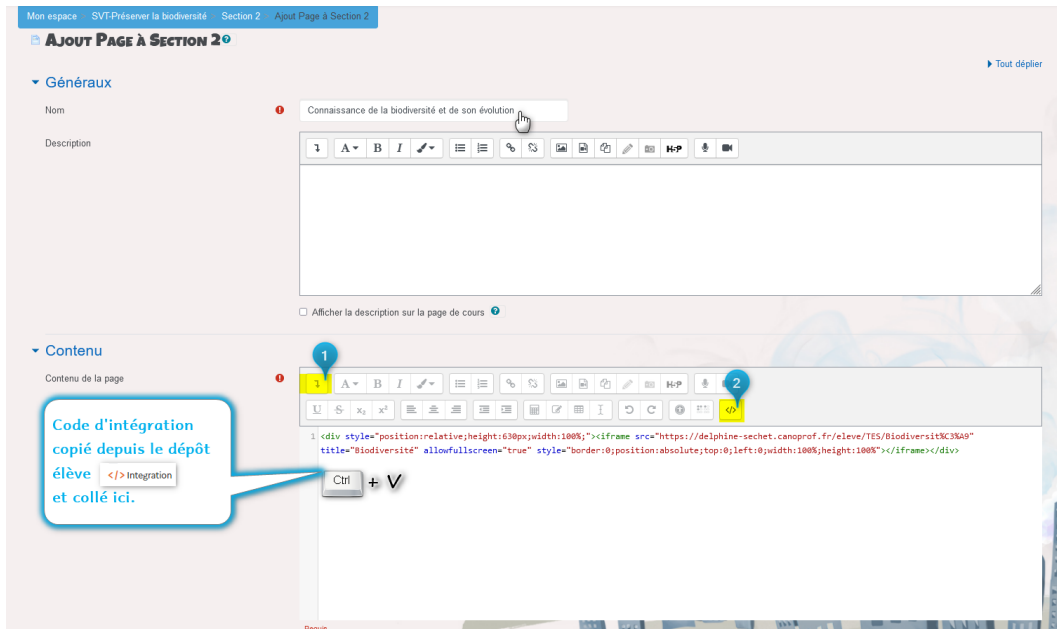 Mon espace SVT-Préserver la biodiversité Section 2 Ajout Page à Section 2
Ajout Page à Section 2
Tout déplier
Généraux
Nom
Connaissance de la biodiversité et de son évolution
Description
A B I H-P
Afficher la description sur la page de cours
Contenu
1
Contenu de la page
A B I H-P
2
U S x₂ x² </>
1 <div style="position:relative;height:630px;width:100%;"><iframe src="https://delphine-sechet.canoprof.fr/eleve/TES/Biodiversit%C3%A9"
title="Biodiversité" allowfullscreen="true" style="border:0;position:absolute;top:0;left:0;width:100%;height:100%"></iframe></div>
Code d'intégration
copié depuis le dépôt
élève </> Integration
et collé ici.
Ctrl + V
Requis